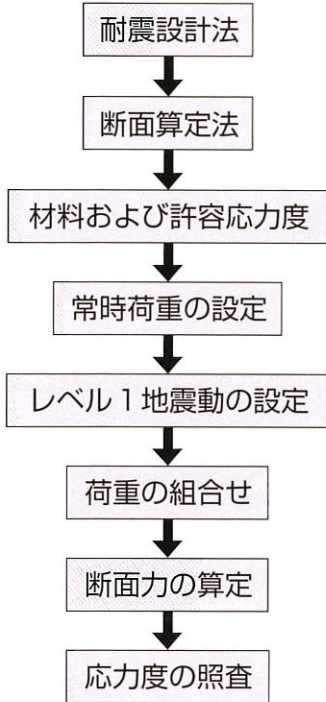 耐震設計法
断面算定法
材料および許容応力度
常時荷重の設定
レベル1地震動の設定
荷重の組合せ
断面力の算定
応力度の照査